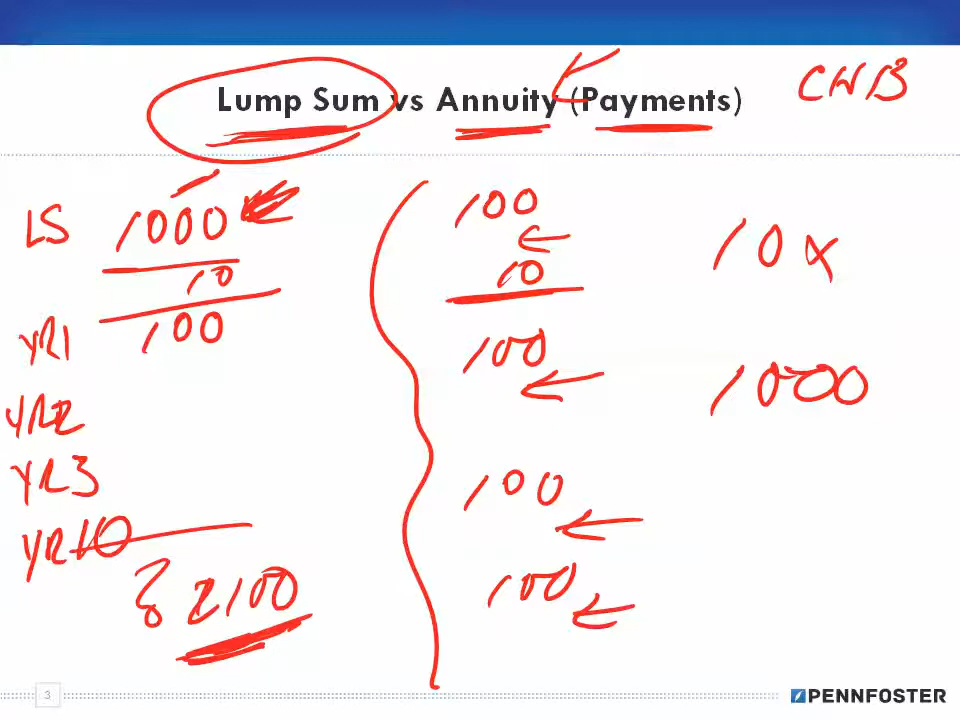 Lump Sum vs Annuity (Payments)
CNB
LS 1000
10
YR1 100
YR2
YR3
YR10
2100
100
10
100
100
100
10x
1000
3
PENNFOSTER